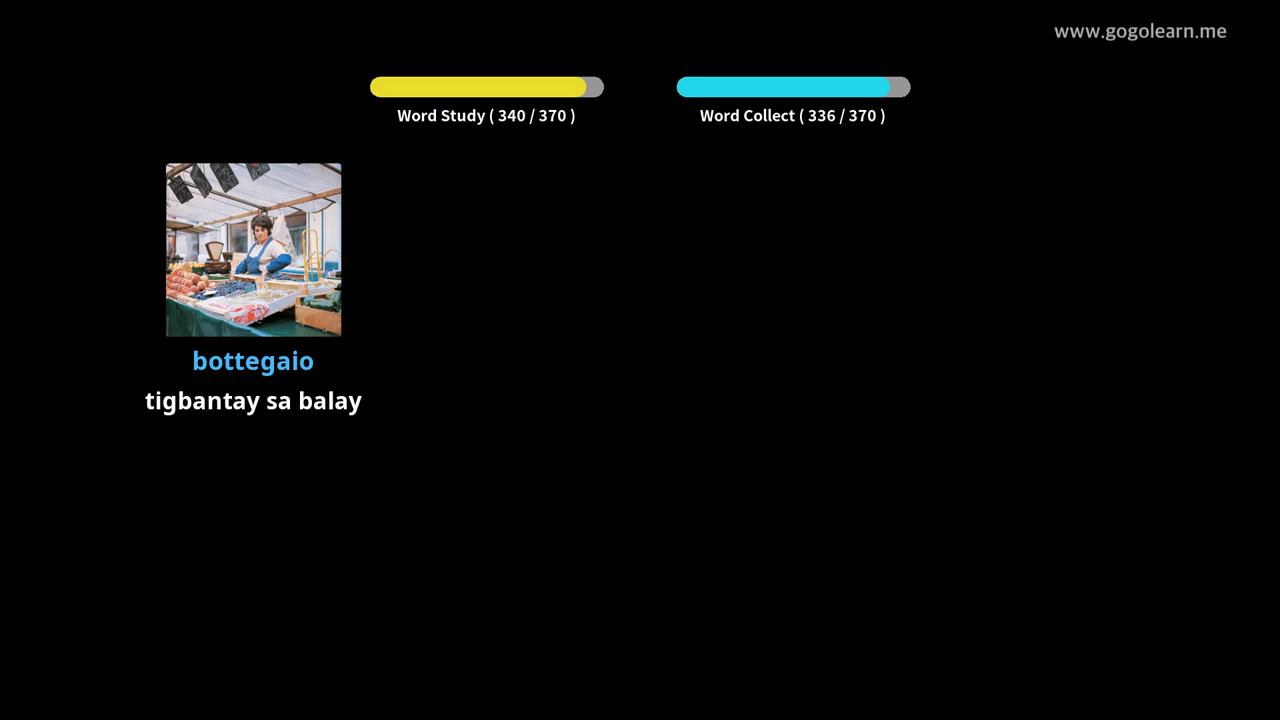 www.gogolearn.me
Word Study ( 340 / 370 )
Word Collect ( 336 / 370 )
bottegaio
tigbantay sa balay